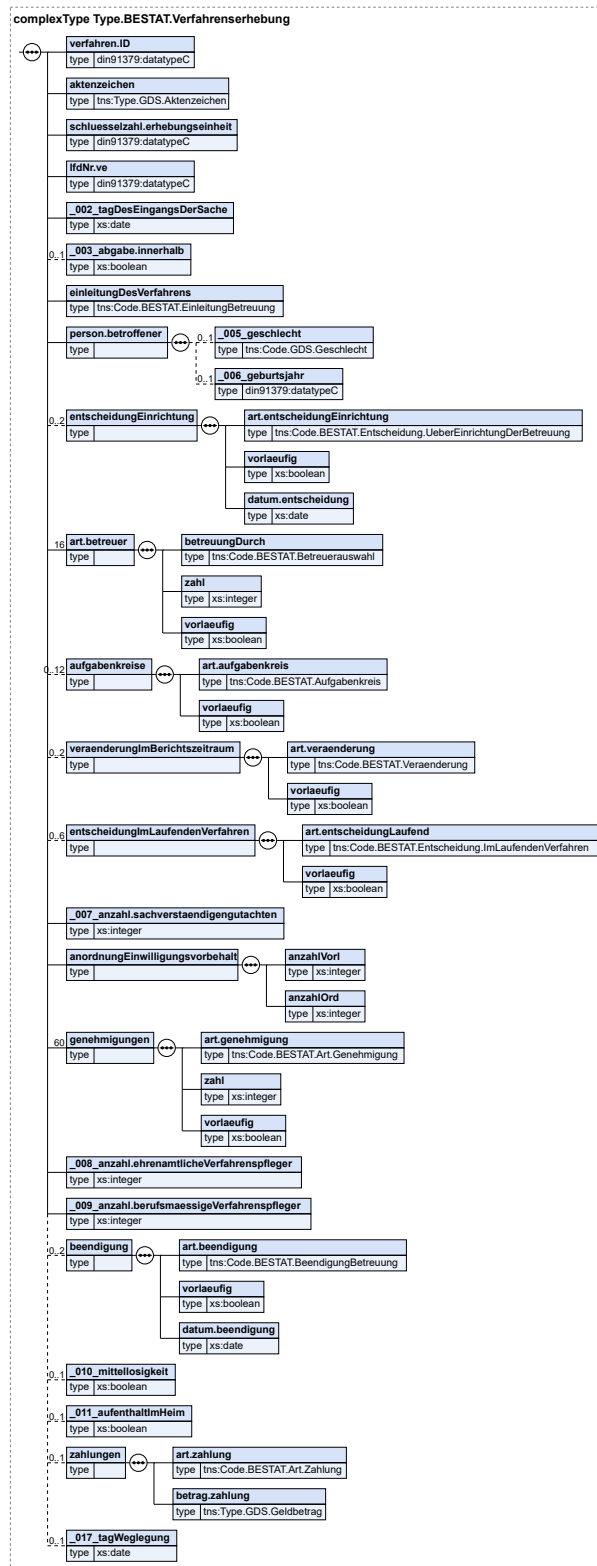 complexType Type.BESTAT.Verfahrenserhebung
verfahren.ID
type din91379:datatypeC
aktenzeichen
type tns:Type.GDS.Aktenzeichen
schluesselzahl.erhebungseinheit
type din91379:datatypeC
lfdNr.ve
type din91379:datatypeC
_002_tagDesEingangsDerSache
type xs:date
0..1 _003_abgabe.innerhalb
type xs:boolean
einleitungDesVerfahrens
type tns:Code.BESTAT.EinleitungBetreuung
person.betroffener
type
0..1 _005_geschlecht
type tns:Code.GDS.Geschlecht
0..1 _006_geburtsjahr
type din91379:datatypeC
0..2 entscheidungEinrichtung
type
art.entscheidungEinrichtung
type tns:Code.BESTAT.Entscheidung.UeberEinrichtungDerBetreuung
vorlaeufig
type xs:boolean
datum.entscheidung
type xs:date
16 art.betreuer
type
betreuungDurch
type tns:Code.BESTAT.Betreuerauswahl
zahl
type xs:integer
vorlaeufig
type xs:boolean
0..12 aufgabenkreise
type
art.aufgabenkreis
type tns:Code.BESTAT.Aufgabenkreis
vorlaeufig
type xs:boolean
0..2 veraenderungImBerichtszeitraum
type
art.veraenderung
type tns:Code.BESTAT.Veraenderung
vorlaeufig
type xs:boolean
0..6 entscheidungImLaufendenVerfahren
type
art.entscheidungLaufend
type tns:Code.BESTAT.Entscheidung.ImLaufendenVerfahren
vorlaeufig
type xs:boolean
_007_anzahl.sachverstaendigengutachten
type xs:integer
anordnungEinwilligungsvorbehalt
type
anzahlVorl
type xs:integer
anzahlOrd
type xs:integer
60 genehmigungen
type
art.genehmigung
type tns:Code.BESTAT.Art.Genehmigung
zahl
type xs:integer
vorlaeufig
type xs:boolean
_008_anzahl.ehrenamtlicheVerfahrenspfleger
type xs:integer
_009_anzahl.berufsmaessigeVerfahrenspfleger
type xs:integer
0..2 beendigung
type
art.beendigung
type tns:Code.BESTAT.BeendigungBetreuung
vorlaeufig
type xs:boolean
datum.beendigung
type xs:date
0..1 _010_mittellosigkeit
type xs:boolean
0..1 _011_aufenthaltImHeim
type xs:boolean
0..1 zahlungen
type
art.zahlung
type tns:Code.BESTAT.Art.Zahlung
betrag.zahlung
type tns:Type.GDS.Geldbetrag
0..1 _017_tagWeglegung
type xs:date